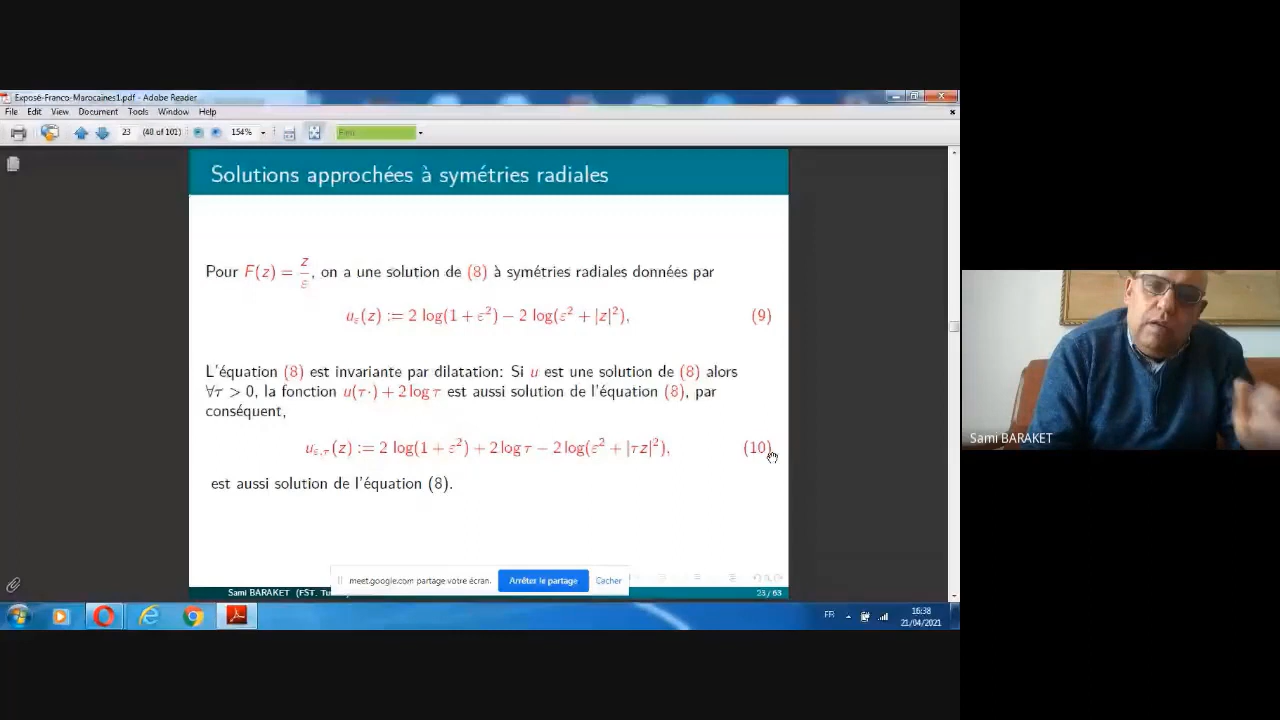 Exposé-Franco-Marocaines1.pdf - Adobe Reader
File Edit View Document Tools Window Help
23 (40 of 101) 154% Find
Solutions approchées à symétries radiales
Pour F(z) = z/ε, on a une solution de (8) à symétries radiales données par
uε(z) := 2 log(1 + ε²) − 2 log(ε² + |z|²), (9)
L'équation (8) est invariante par dilatation: Si u est une solution de (8) alors
∀τ > 0, la fonction u(τ·) + 2 log τ est aussi solution de l'équation (8), par
conséquent,
uε,τ(z) := 2 log(1 + ε²) + 2 log τ − 2 log(ε² + |τz|²), (10)
est aussi solution de l'équation (8).
Sami BARAKET
meet.google.com partage votre écran. Arrêter le partage Cacher
Sami BARAKET (FST. 23 / 63
FR 16:38
21/04/2021